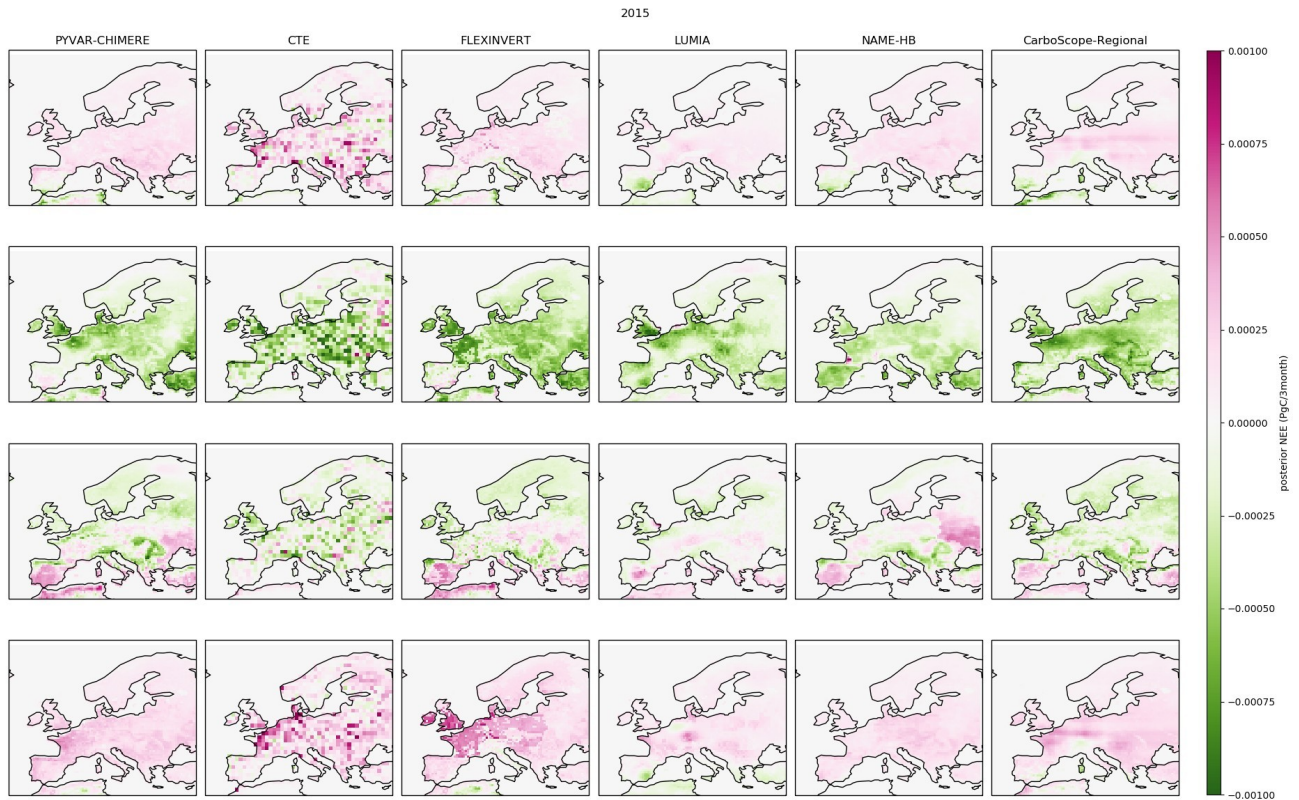 2015
PYVAR-CHIMERE
CTE
FLEXINVERT
LUMIA
NAME-HB
CarboScope-Regional
0.00100
0.00075
0.00050
0.00025
0.00000
−0.00025
−0.00050
−0.00075
−0.00100
posterior NEE (PgC/3month)